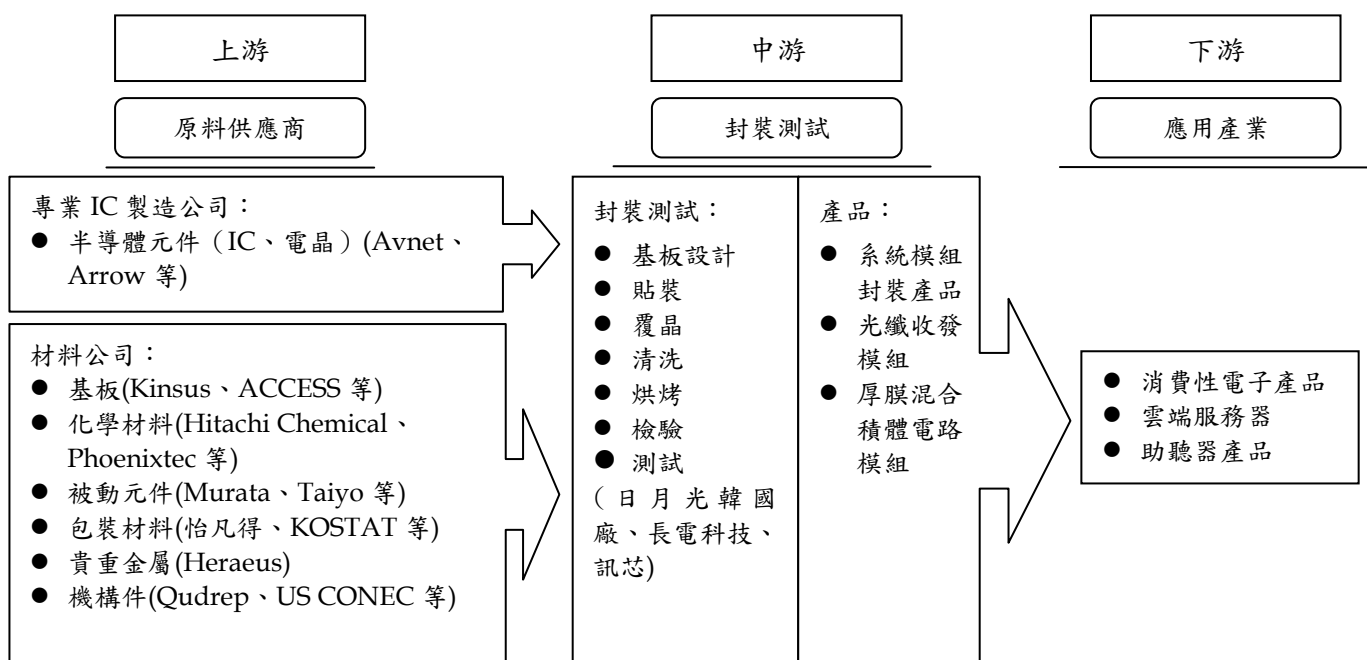 上游
中游
下游
原料供應商
封裝測試
應用產業
專業 IC 製造公司：
● 半導體元件（IC、電晶）(Avnet、
Arrow 等)
材料公司：
● 基板(Kinsus、ACCESS 等)
● 化學材料(Hitachi Chemical、
Phoenixtec 等)
● 被動元件(Murata、Taiyo 等)
● 包裝材料(怡凡得、KOSTAT 等)
● 貴重金屬(Heraeus)
● 機構件(Qudrep、US CONEC 等)
封裝測試：
● 基板設計
● 貼裝
● 覆晶
● 清洗
● 烘烤
● 檢驗
● 測試
(日月光韓國
廠、長電科技、
訊芯)
產品：
● 系統模組
封裝產品
● 光纖收發
模組
● 厚膜混合
積體電路
模組
● 消費性電子產品
● 雲端服務器
● 助聽器產品